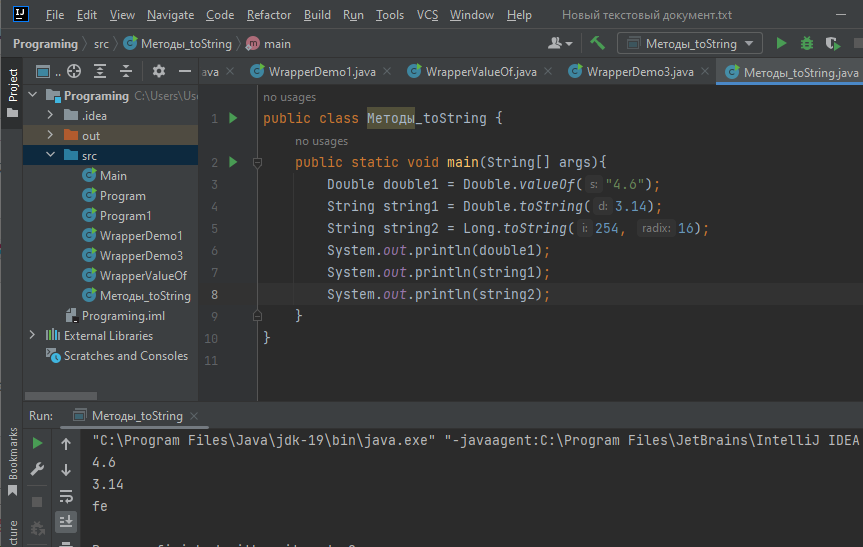 File Edit View Navigate Code Refactor Build Run Tools VCS Window Help Новый текстовый документ.txt
Programing src Методы_toString main Методы_toString
Project
.. ava WrapperDemo1.java WrapperValueOf.java WrapperDemo3.java Методы_toString.java
Programing C:\Users\Use
.idea
out
src
Main
Program
Program1
WrapperDemo1
WrapperDemo3
WrapperValueOf
Методы_toString
Programing.iml
External Libraries
Scratches and Consoles
no usages
1 public class Методы_toString {
no usages
2 public static void main(String[] args){
3 Double double1 = Double.valueOf( s: "4.6");
4 String string1 = Double.toString( d: 3.14);
5 String string2 = Long.toString( i: 254, radix: 16);
6 System.out.println(double1);
7 System.out.println(string1);
8 System.out.println(string2);
9 }
10 }
11
Run: Методы_toString
"C:\Program Files\Java\jdk-19\bin\java.exe" "-javaagent:C:\Program Files\JetBrains\IntelliJ IDEA
4.6
3.14
fe
Bookmarks
cture